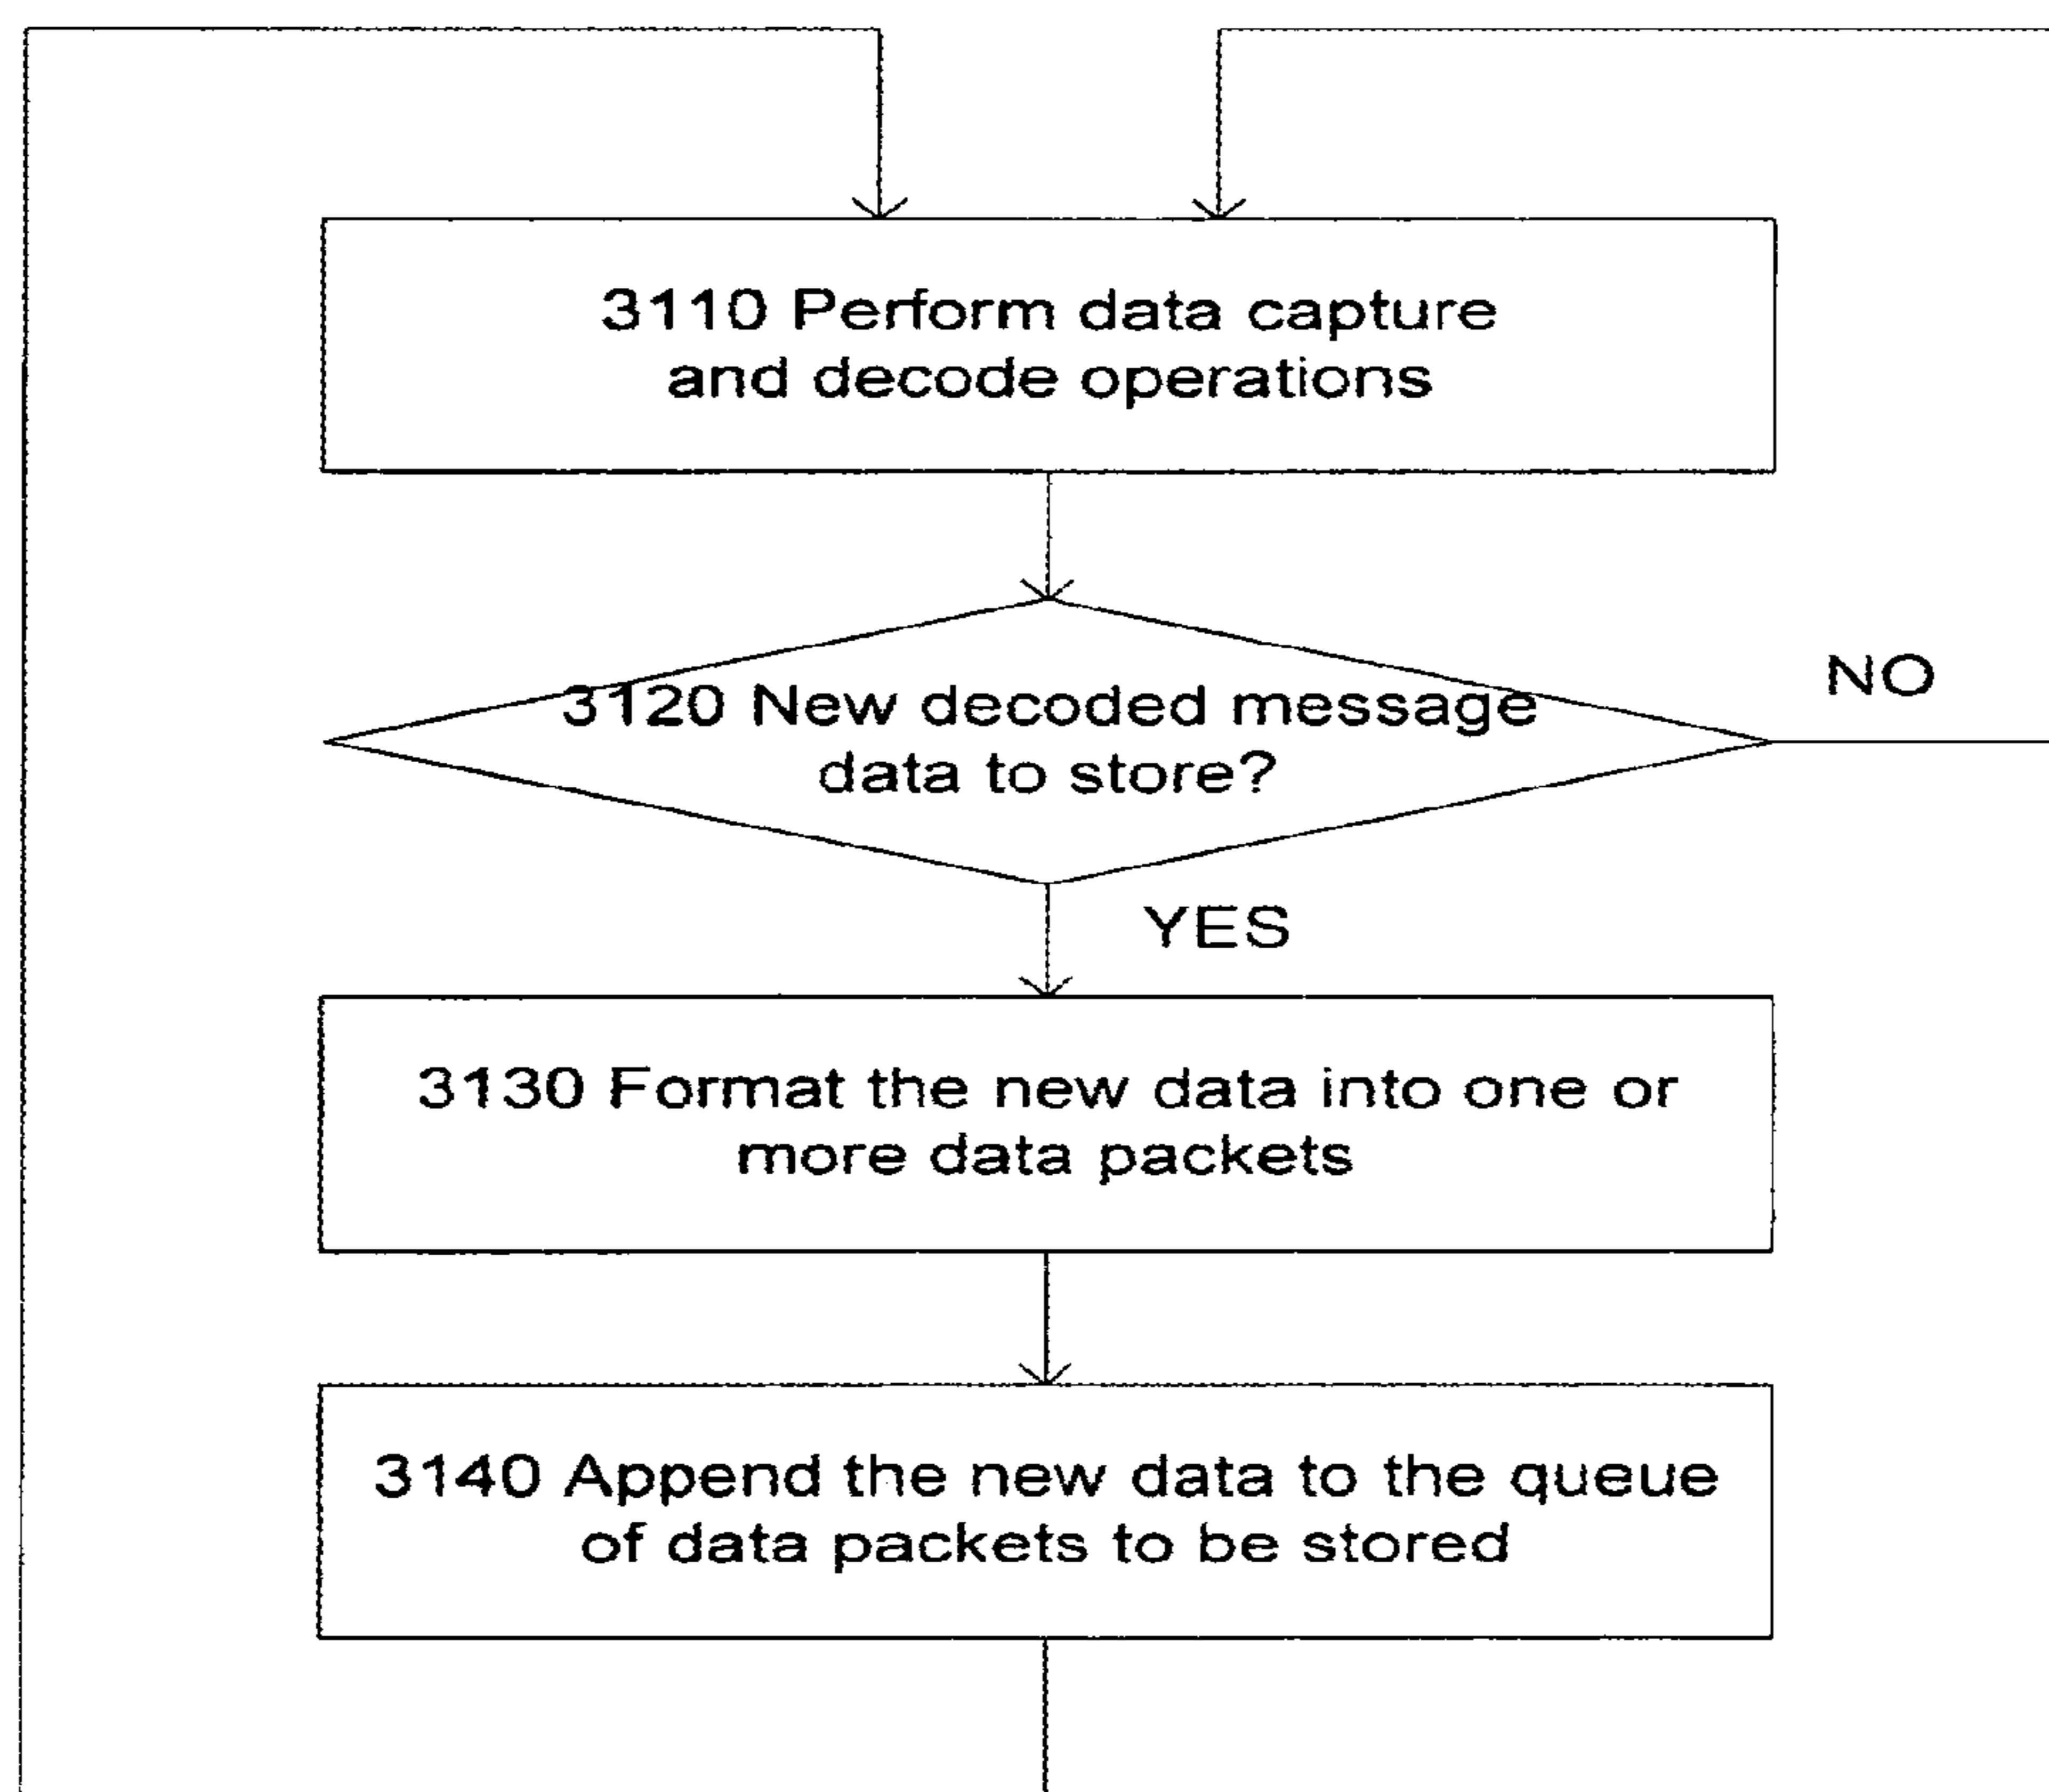 3110 Perform data capture
and decode operations
3120 New decoded message
data to store?
NO
YES
3130 Format the new data into one or
more data packets
3140 Append the new data to the queue
of data packets to be stored